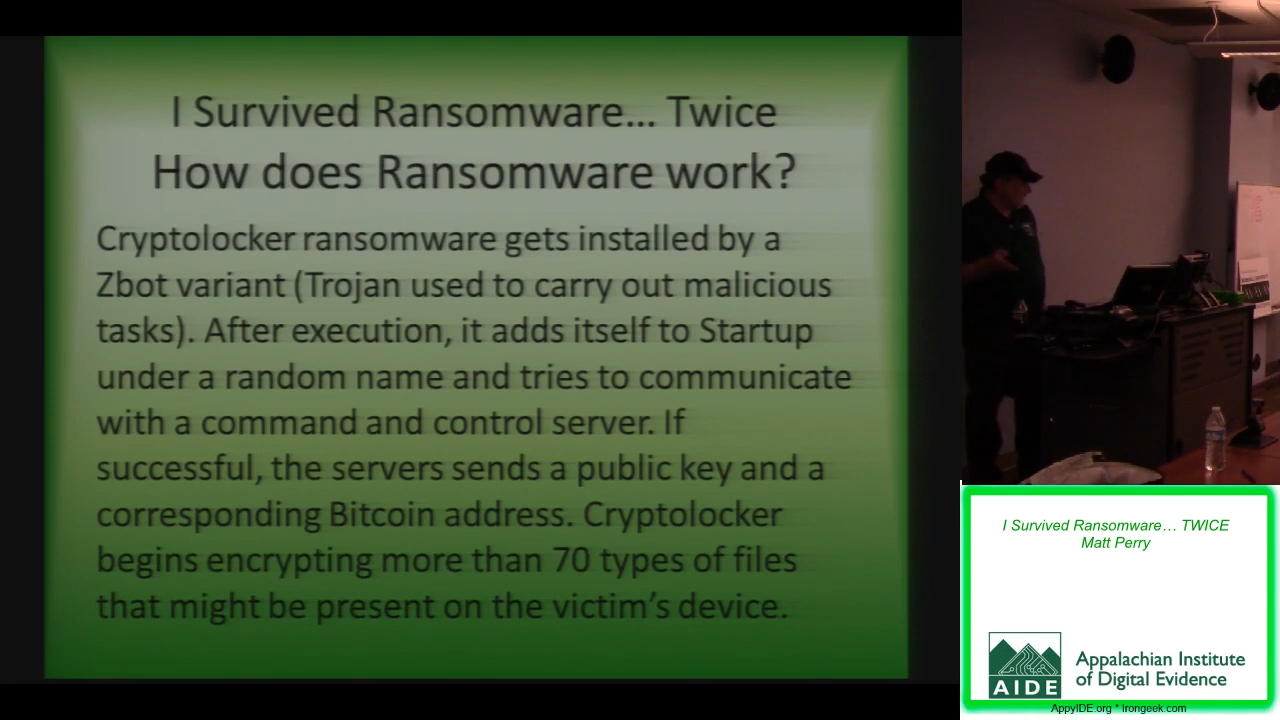 I Survived Ransomware... Twice
How does Ransomware work?
Cryptolocker ransomware gets installed by a
Zbot variant (Trojan used to carry out malicious
tasks). After execution, it adds itself to Startup
under a random name and tries to communicate
with a command and control server. If
successful, the servers sends a public key and a
corresponding Bitcoin address. Cryptolocker
begins encrypting more than 70 types of files
that might be present on the victim's device.
I Survived Ransomware... TWICE
Matt Perry
AIDE
Appalachian Institute
of Digital Evidence
AppyIDE.org * Irongeek.com